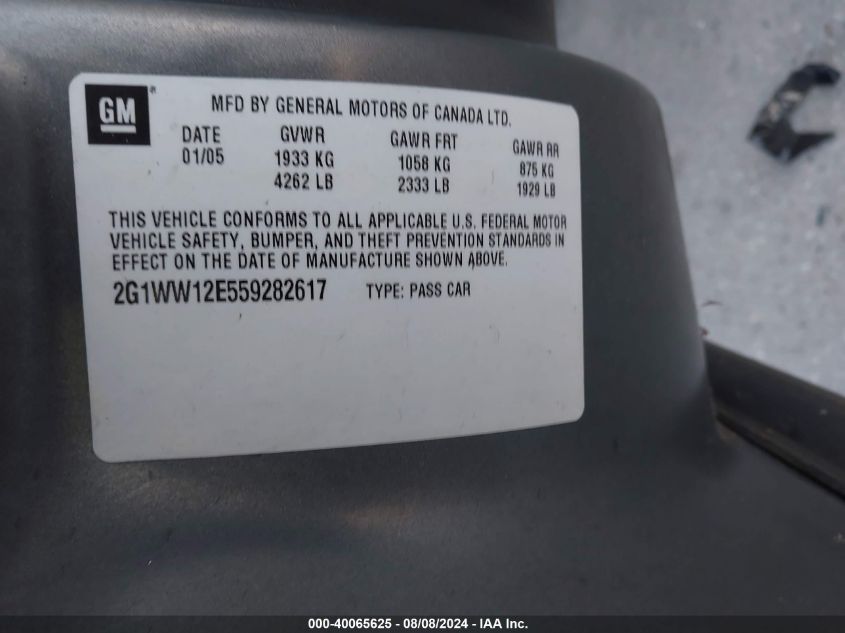 GM® MFD BY GENERAL MOTORS OF CANADA LTD.
DATE GVWR GAWR FRT GAWR RR
01/05 1933 KG 1058 KG 875 KG
4262 LB 2333 LB 1929 LB
THIS VEHICLE CONFORMS TO ALL APPLICABLE U.S. FEDERAL MOTOR
VEHICLE SAFETY, BUMPER, AND THEFT PREVENTION STANDARDS IN
EFFECT ON THE DATE OF MANUFACTURE SHOWN ABOVE.
2G1WW12E559282617 TYPE: PASS CAR
000-40065625 - 08/08/2024 - IAA Inc.